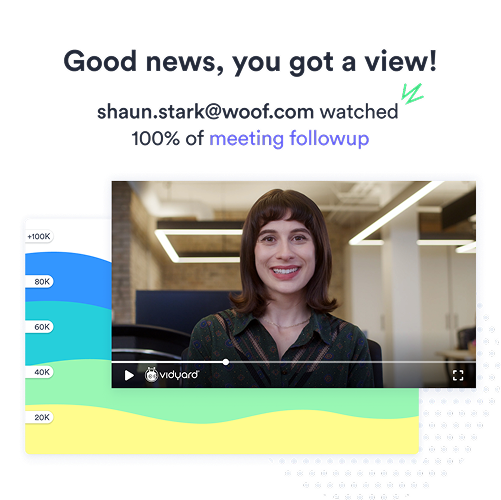 Good news, you got a view!
shaun.stark@woof.com watched
100% of meeting followup
+100K
80K
60K
40K
20K
vidyard